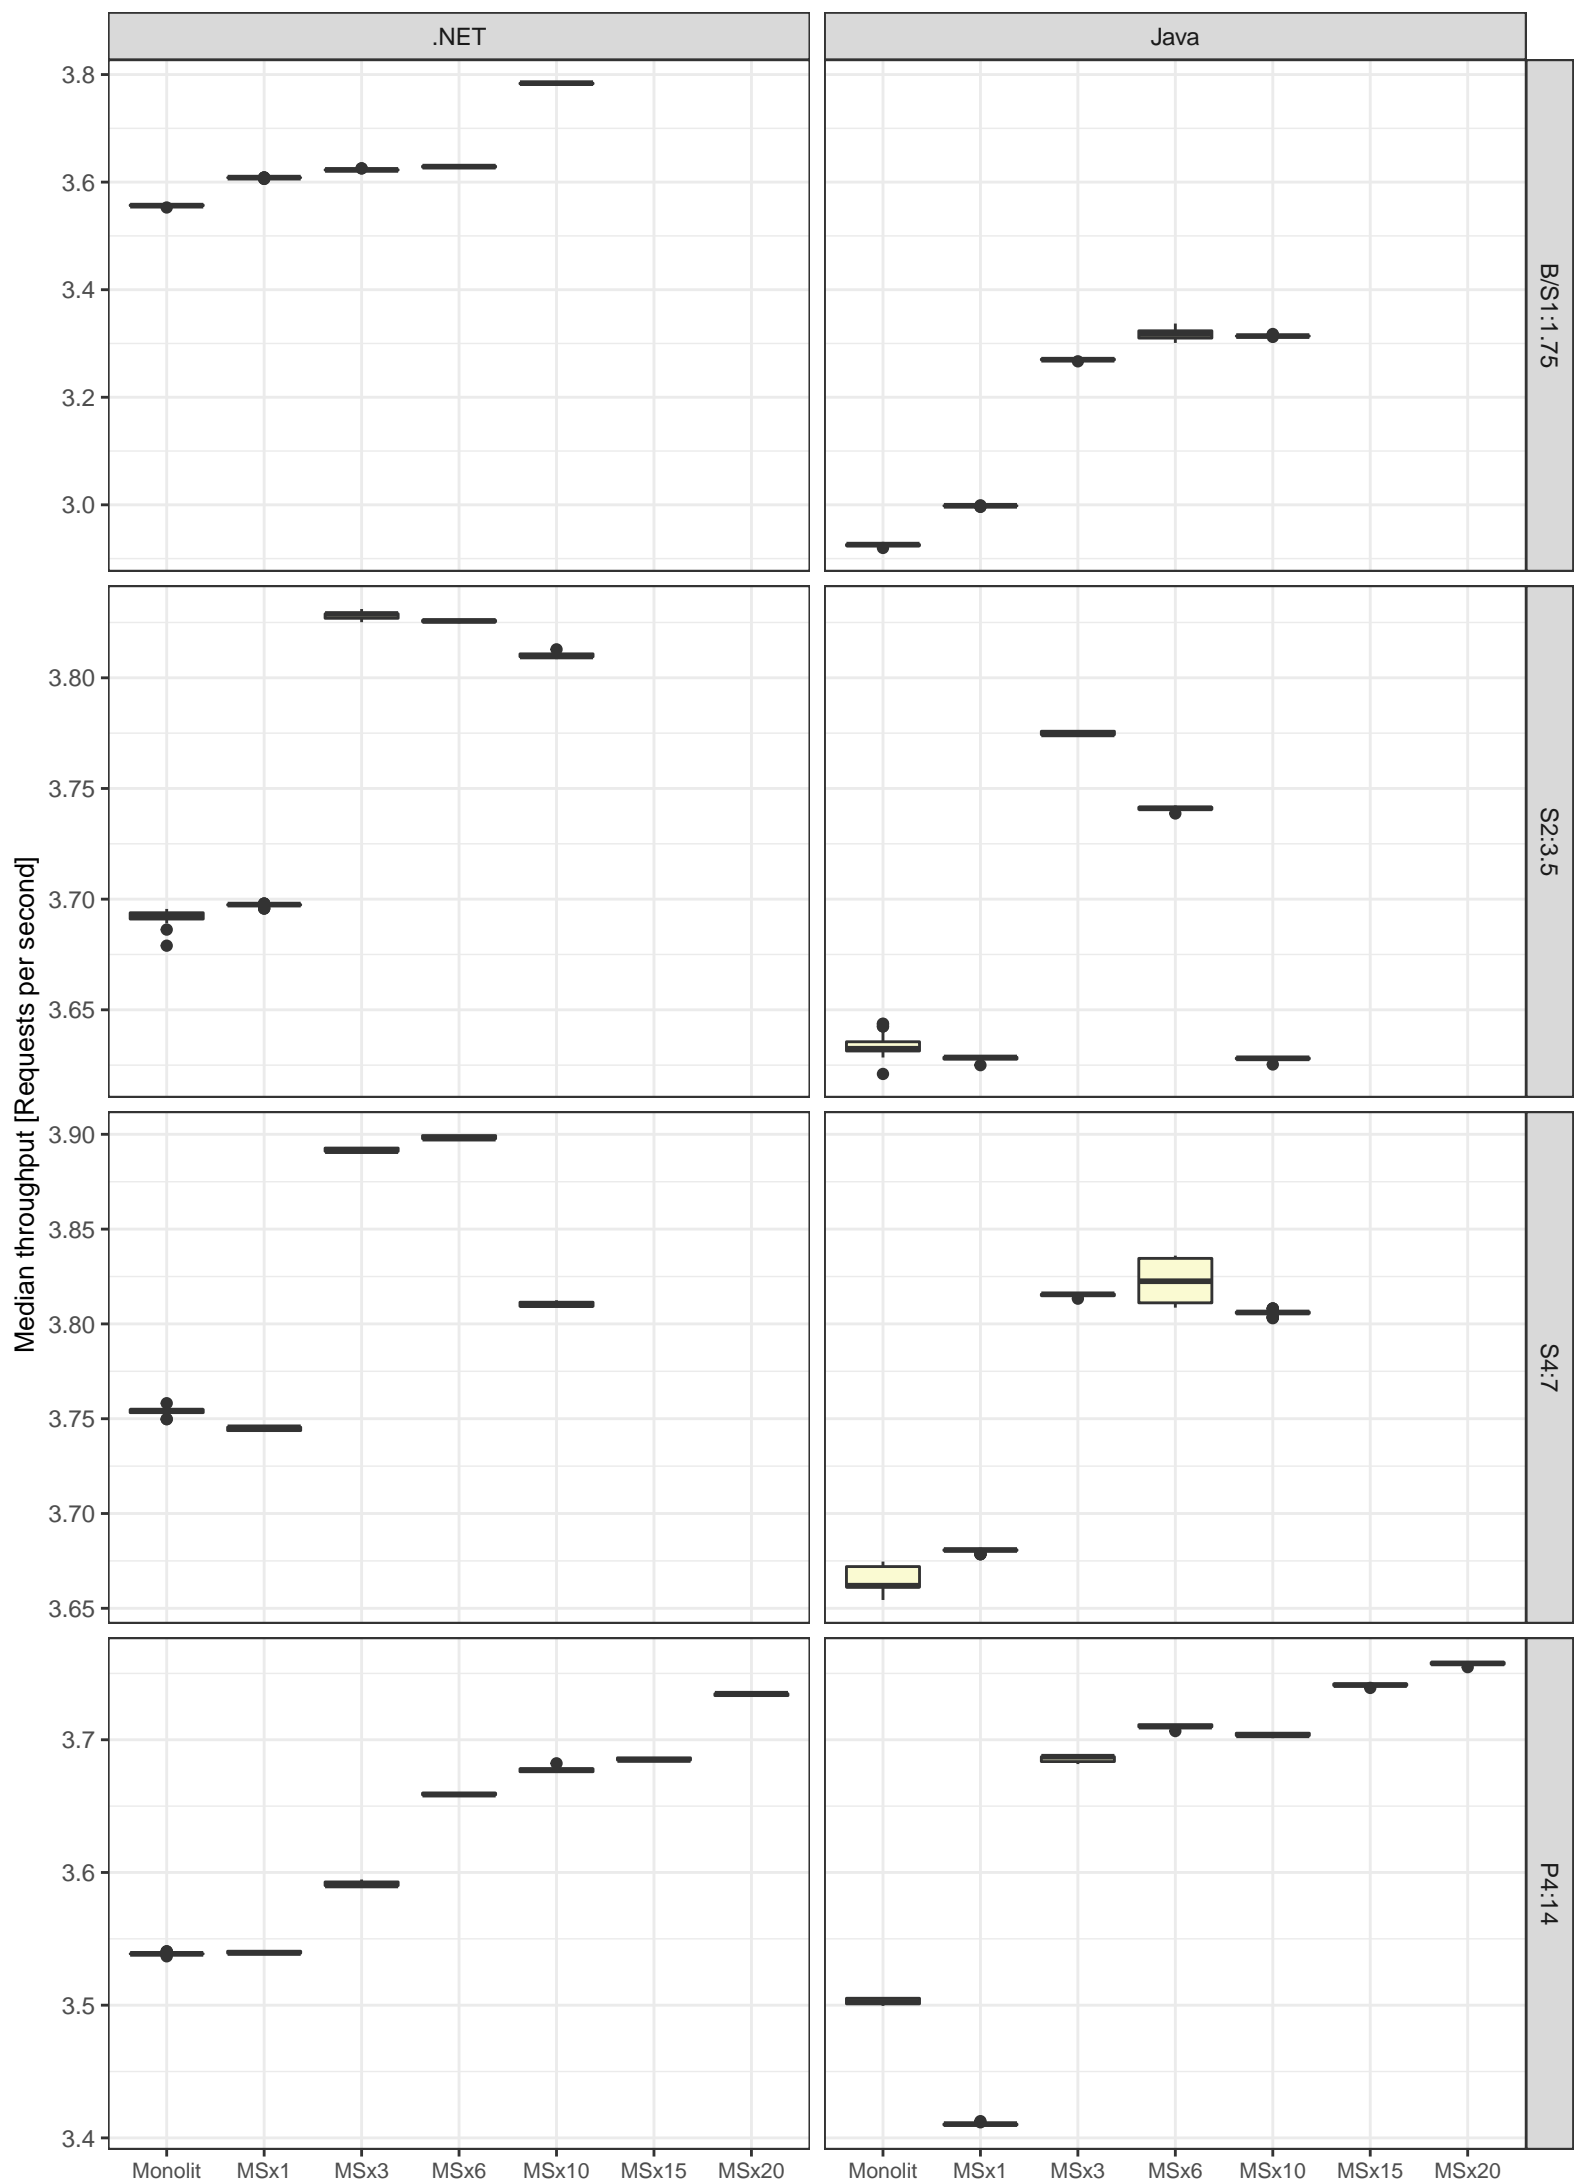 .NET
Java
3.8
3.6
3.4
3.2
3.0
B/S1:1.75
3.80
3.75
3.70
3.65
S2:3.5
Median throughput [Requests per second]
3.90
3.85
3.80
3.75
3.70
3.65
S4:7
3.7
3.6
3.5
3.4
P4:14
Monolit MSx1 MSx3 MSx6 MSx10 MSx15 MSx20 Monolit MSx1 MSx3 MSx6 MSx10 MSx15 MSx20